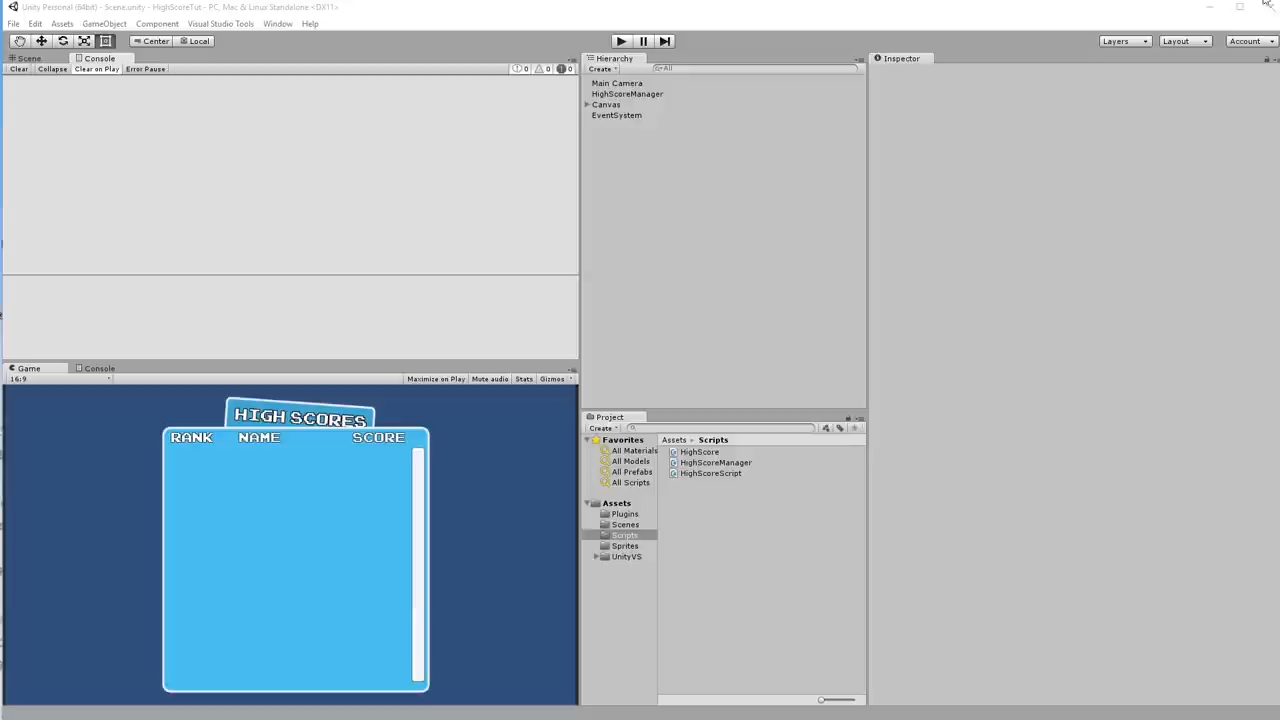 Unity Personal (64bit) - Scene.unity - HighScoreTut - PC, Mac & Linux Standalone <DX11>
File Edit Assets GameObject Component Visual Studio Tools Window Help
Center Local Layers Layout Account
Scene Console
Clear Collapse Clear on Play Error Pause 0 0 0
Hierarchy
Create All
Main Camera
HighScoreManager
Canvas
EventSystem
Inspector
Game Console
16:9 Maximize on Play Mute audio Stats Gizmos
HIGH SCORES
RANK NAME SCORE
Project
Create
Favorites
All Materials
All Models
All Prefabs
All Scripts
Assets
Plugins
Scenes
Scripts
Sprites
UnityVS
Assets Scripts
HighScore
HighScoreManager
HighScoreScript